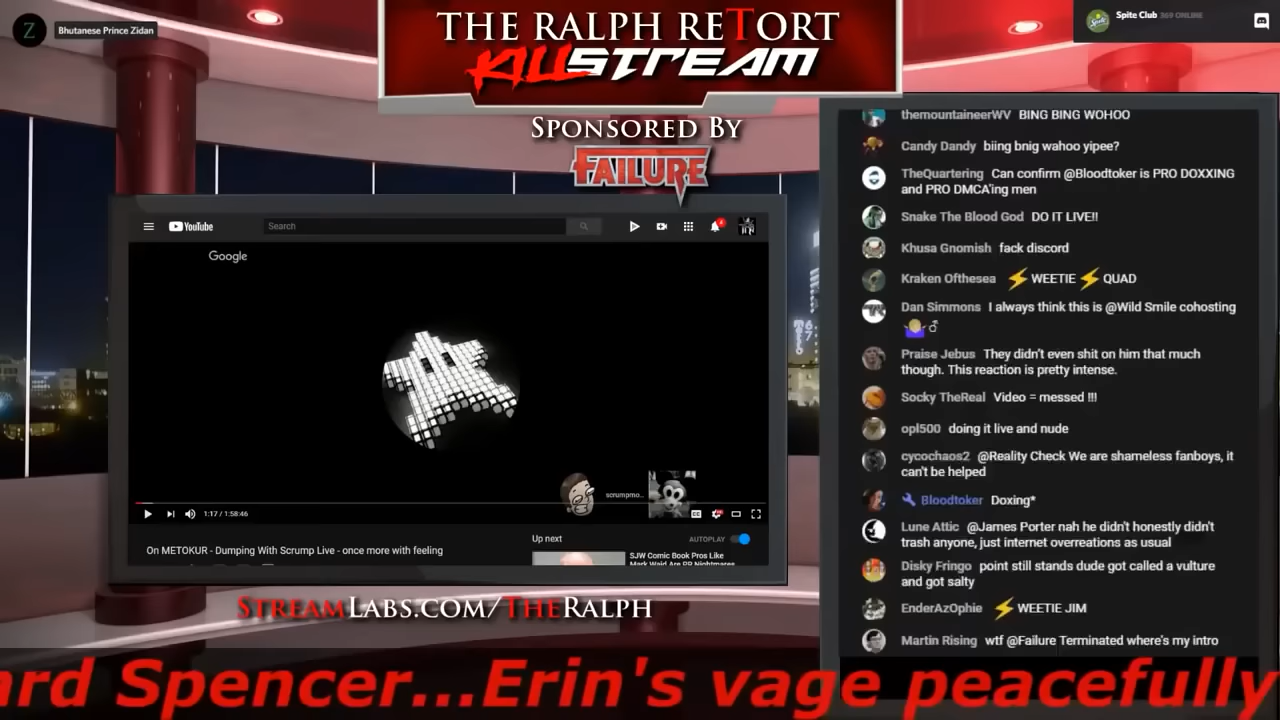 Z
Bhutanese Prince Zidan
THE RALPH RETORT
KILLSTREAM
SPONSORED BY
FAILURE
Spite Club 369 ONLINE
YouTube
Search
Google
scrumpmo...
1:17 / 1:58:46
On METOKUR - Dumping With Scrump Live - once more with feeling
Up next
AUTOPLAY
SJW Comic Book Pros Like
Mark Waid Are PR Nightmares
STREAMLABS.COM/THERALPH
themountaineerWV BING BING WOHOO
Candy Dandy biing bnig wahoo yipee?
TheQuartering Can confirm @Bloodtoker is PRO DOXXING
and PRO DMCA'ing men
Snake The Blood God DO IT LIVE!!
Khusa Gnomish fack discord
Kraken Ofthesea ⚡WEETIE⚡QUAD
Dan Simmons I always think this is @Wild Smile cohosting
🤷♂
Praise Jebus They didn't even shit on him that much
though. This reaction is pretty intense.
Socky TheReal Video = messed !!!
opl500 doing it live and nude
cycochaos2 @Reality Check We are shameless fanboys, it
can't be helped
Bloodtoker Doxing*
Lune Attic @James Porter nah he didn't honestly didn't
trash anyone, just internet overreations as usual
Disky Fringo point still stands dude got called a vulture
and got salty
EnderAzOphie ⚡WEETIE JIM
Martin Rising wtf @Failure Terminated where's my intro
ard Spencer...Erin's vage peacefully